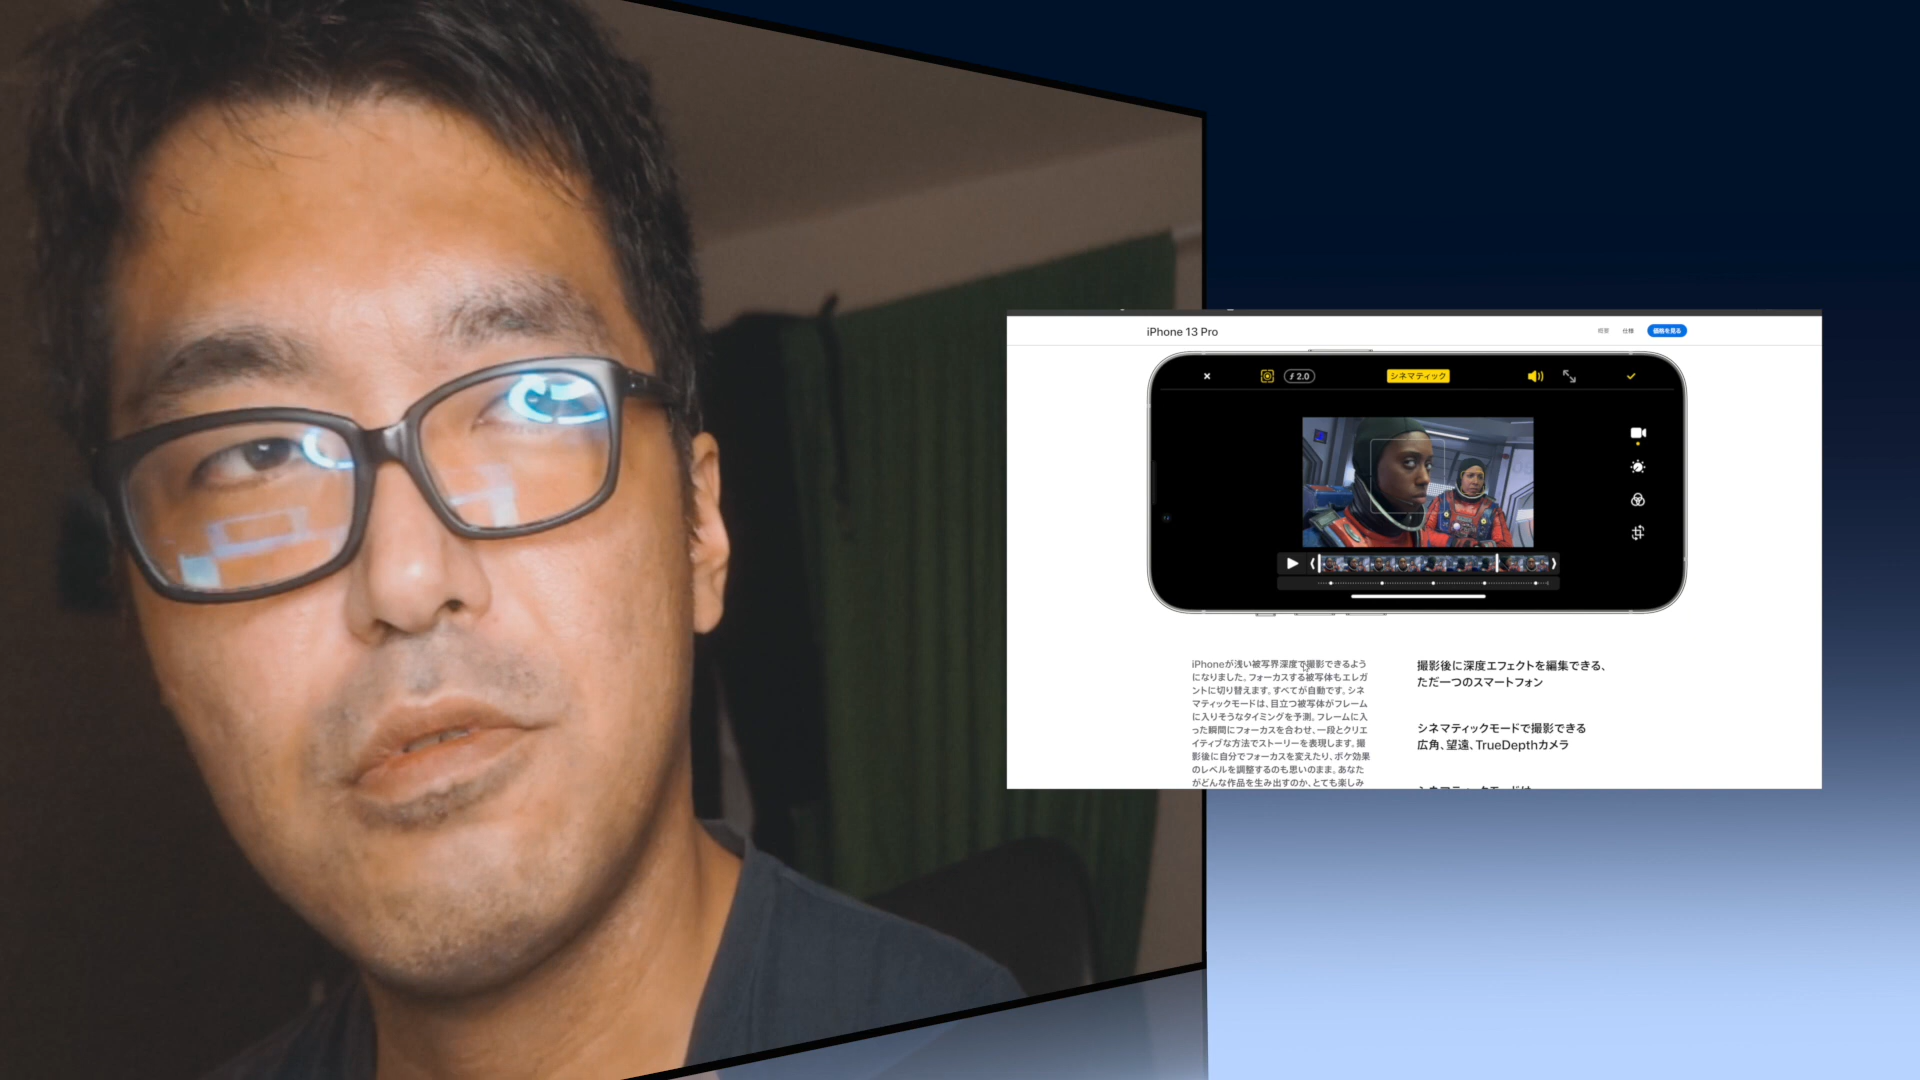 iPhone 13 Pro
概要 仕様 価格を見る
ƒ 2.0 シネマティック
iPhoneが浅い被写界深度で撮影できるよう
になりました。フォーカスする被写体もエレガ
ントに切り替えます。すべてが自動です。シネ
マティックモードは、目立つ被写体がフレーム
に入りそうなタイミングを予測。フレームに入
った瞬間にフォーカスを合わせ、一段とクリエ
イティブな方法でストーリーを表現します。撮
影後に自分でフォーカスを変えたり、ボケ効果
のレベルを調整するのも思いのまま。あなた
がどんな作品を生み出すのか、とても楽しみ
撮影後に深度エフェクトを編集できる、
ただ一つのスマートフォン
シネマティックモードで撮影できる
広角、望遠、TrueDepthカメラ